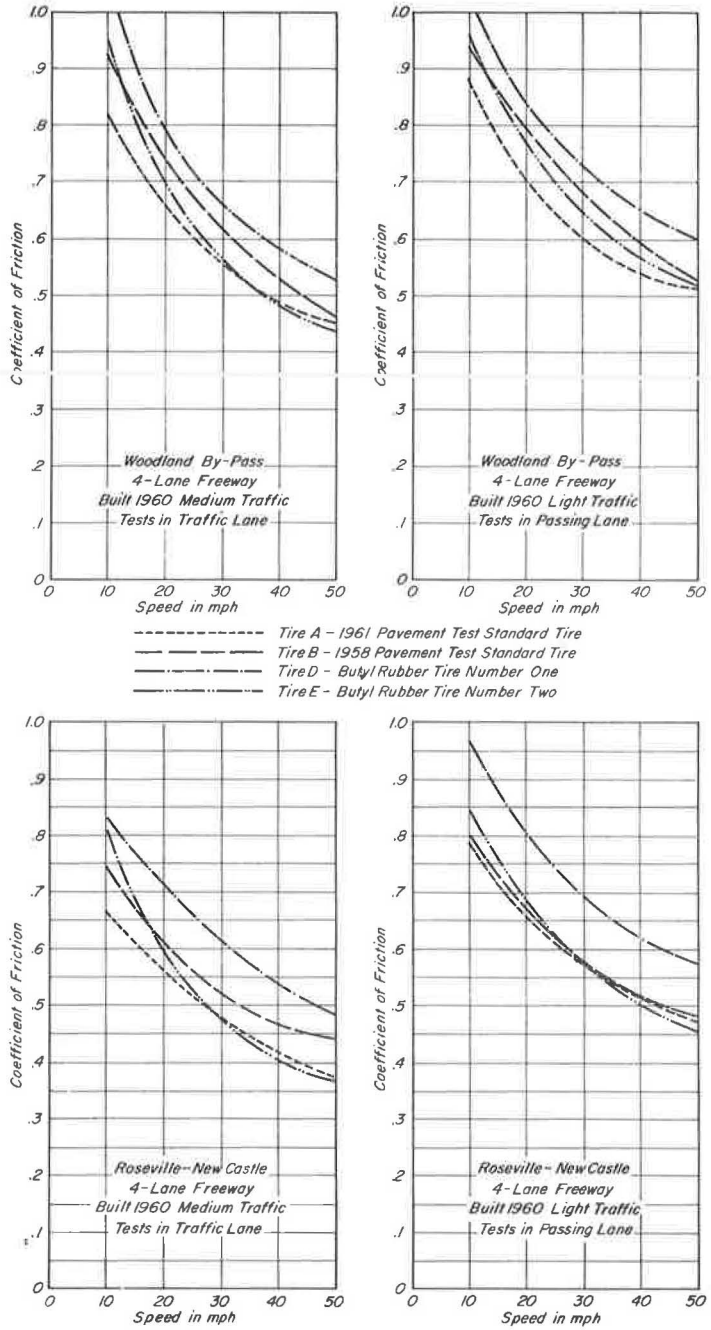 1.0
.9
.8
.7
.6
.5
.4
.3
.2
.1
0
Coefficient of Friction
Woodland By-Pass
4-Lane Freeway
Built 1960 Medium Traffic
Tests in Traffic Lane
0 10 20 30 40 50
Speed in mph
1.0
.9
.8
.7
.6
.5
.4
.3
.2
.1
0
Coefficient of Friction
Woodland By-Pass
4-Lane Freeway
Built 1960 Light Traffic
Tests in Passing Lane
0 10 20 30 40 50
Speed in mph
Tire A - 1961 Pavement Test Standard Tire
Tire B - 1958 Pavement Test Standard Tire
Tire D - Butyl Rubber Tire Number One
Tire E - Butyl Rubber Tire Number Two
1.0
.9
.8
.7
.6
.5
.4
.3
.2
.1
0
Coefficient of Friction
Roseville-New Castle
4-Lane Freeway
Built 1960 Medium Traffic
Tests in Traffic Lane
0 10 20 30 40 50
Speed in mph
1.0
.9
.8
.7
.6
.5
.4
.3
.2
.1
0
Coefficient of Friction
Roseville-New Castle
4-Lane Freeway
Built 1960 Light Traffic
Tests in Passing Lane
0 10 20 30 40 50
Speed in mph